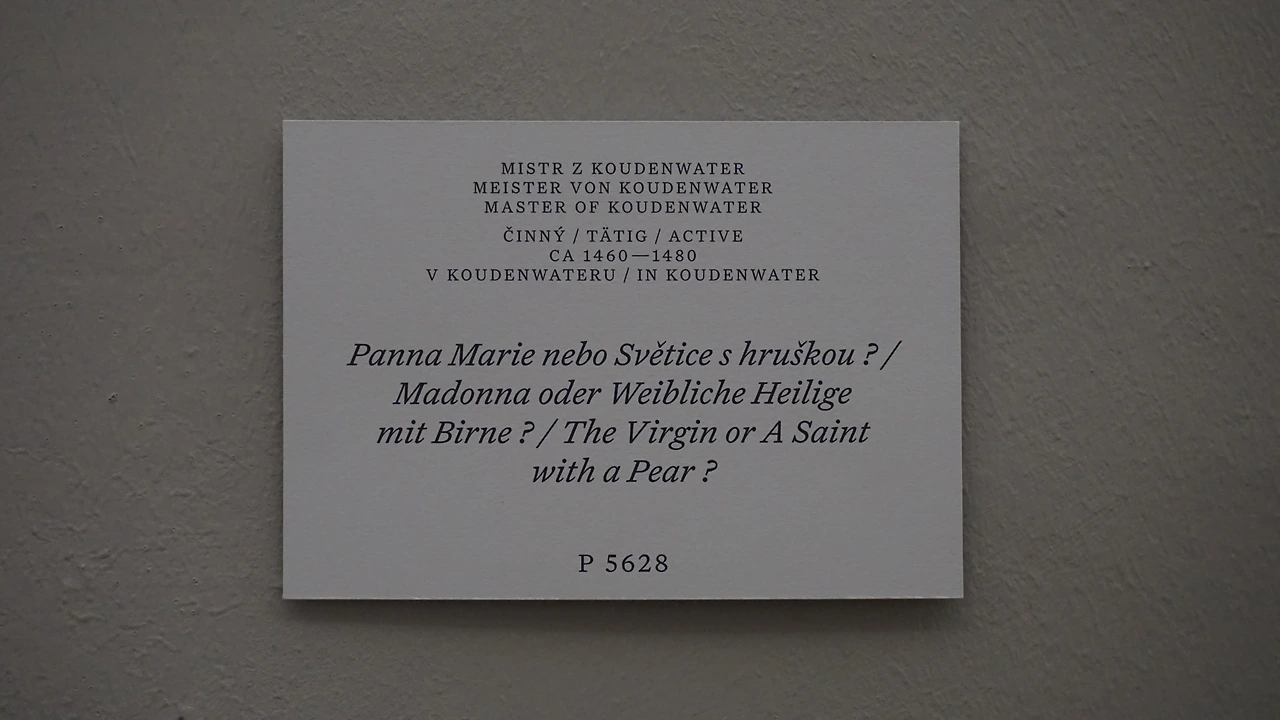 MISTR Z KOUDENWATER
MEISTER VON KOUDENWATER
MASTER OF KOUDENWATER
ČINNÝ / TÄTIG / ACTIVE
CA 1460—1480
V KOUDENWATERU / IN KOUDENWATER
Panna Marie nebo Světice s hruškou ? /
Madonna oder Weibliche Heilige
mit Birne ? / The Virgin or A Saint
with a Pear ?
P 5628